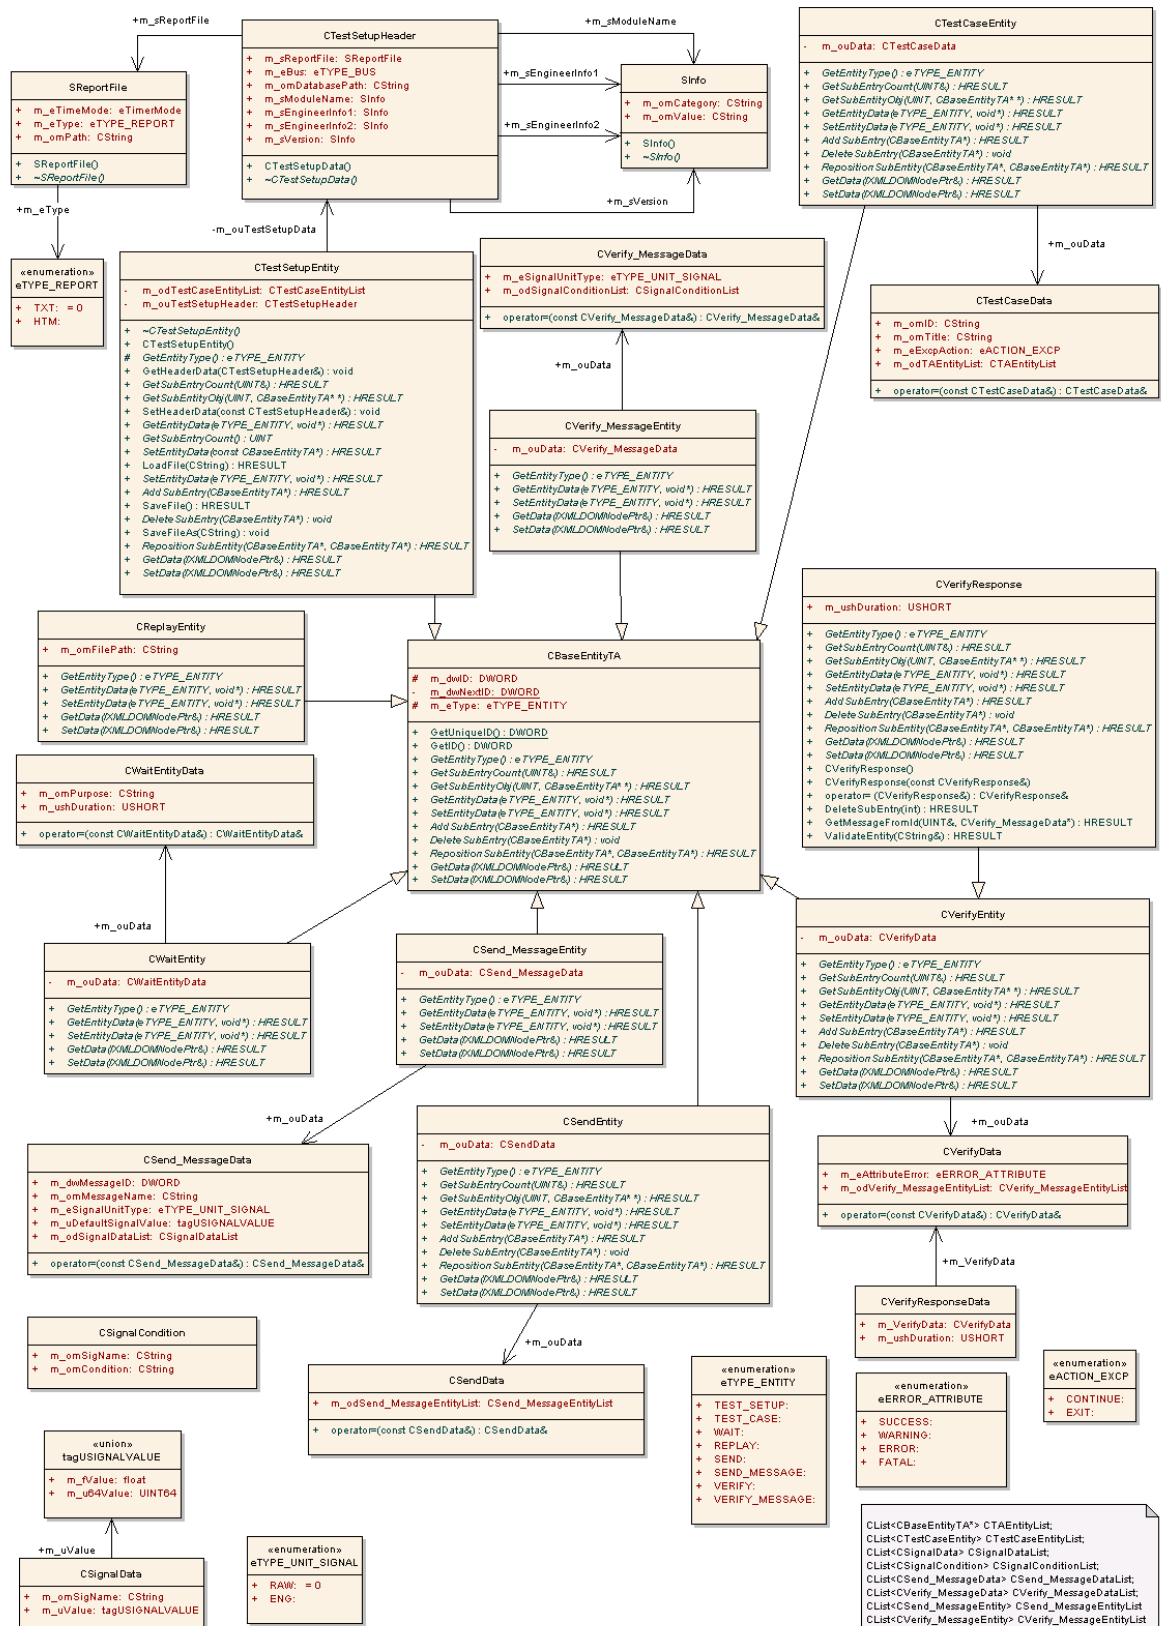 +m_sReportFile
+m_sModuleName
CTestSetupHeader
+ m_sReportFile: SReportFile
+ m_eBus: eTYPE_BUS
+ m_omDatabasePath: CString
+ m_sModuleName: SInfo
+ m_sEngineerInfo1: SInfo
+ m_sEngineerInfo2: SInfo
+ m_sVersion: SInfo
+ CTestSetupData()
+ ~CTestSetupData()
+m_sEngineerInfo1
+m_sEngineerInfo2
+m_sVersion
SInfo
+ m_omCategory: CString
+ m_omValue: CString
+ SInfo()
+ ~SInfo()
SReportFile
+ m_eTimeMode: eTimerMode
+ m_eType: eTYPE_REPORT
+ m_omPath: CString
+ SReportFile()
+ ~SReportFile()
+m_eType
«enumeration»
eTYPE_REPORT
+ TXT: = 0
+ HTM:
CTestCaseEntity
- m_ouData: CTestCaseData
+ GetEntityType() : eTYPE_ENTITY
+ GetSubEntryCount(UINT&) : HRESULT
+ GetSubEntityObj(UINT, CBaseEntityTA**) : HRESULT
+ GetEntityData(eTYPE_ENTITY, void*) : HRESULT
+ SetEntityData(eTYPE_ENTITY, void*) : HRESULT
+ AddSubEntry(CBaseEntityTA*) : HRESULT
+ DeleteSubEntry(CBaseEntityTA*) : void
+ RepositionSubEntity(CBaseEntityTA*, CBaseEntityTA*) : HRESULT
+ GetData(IXMLDOMNodePtr&) : HRESULT
+ SetData(IXMLDOMNodePtr&) : HRESULT
+m_ouData
CTestCaseData
+ m_omID: CString
+ m_omTitle: CString
+ m_eExcpAction: eACTION_EXCP
+ m_odTAEntityList: CTAEntityList
+ operator=(const CTestCaseData&) : CTestCaseData&
-m_ouTestSetupData
CTestSetupEntity
- m_odTestCaseEntityList: CTestCaseEntityList
- m_ouTestSetupHeader: CTestSetupHeader
+ ~CTestSetupEntity()
+ CTestSetupEntity()
# GetEntityType() : eTYPE_ENTITY
+ GetHeaderData(CTestSetupHeader&) : void
+ GetSubEntryCount(UINT&) : HRESULT
+ GetSubEntityObj(UINT, CBaseEntityTA**) : HRESULT
+ SetHeaderData(const CTestSetupHeader&) : void
+ GetEntityData(eTYPE_ENTITY, void*) : HRESULT
+ GetSubEntryCount() : UINT
+ SetEntityData(const CBaseEntityTA*) : HRESULT
+ LoadFile(CString) : HRESULT
+ SetEntityData(eTYPE_ENTITY, void*) : HRESULT
+ AddSubEntry(CBaseEntityTA*) : HRESULT
+ SaveFile() : HRESULT
+ DeleteSubEntry(CBaseEntityTA*) : void
+ SaveFileAs(CString) : void
+ RepositionSubEntity(CBaseEntityTA*, CBaseEntityTA*) : HRESULT
+ GetData(IXMLDOMNodePtr&) : HRESULT
+ SetData(IXMLDOMNodePtr&) : HRESULT
CVerify_MessageData
+ m_eSignalUnitType: eTYPE_UNIT_SIGNAL
+ m_odSignalConditionList: CSignalConditionList
+ operator=(const CVerify_MessageData&) : CVerify_MessageData&
+m_ouData
CVerify_MessageEntity
- m_ouData: CVerify_MessageData
+ GetEntityType() : eTYPE_ENTITY
+ GetEntityData(eTYPE_ENTITY, void*) : HRESULT
+ SetEntityData(eTYPE_ENTITY, void*) : HRESULT
+ GetData(IXMLDOMNodePtr&) : HRESULT
+ SetData(IXMLDOMNodePtr&) : HRESULT
CVerifyResponse
+ m_ushDuration: USHORT
+ GetEntityType() : eTYPE_ENTITY
+ GetSubEntryCount(UINT&) : HRESULT
+ GetSubEntityObj(UINT, CBaseEntityTA**) : HRESULT
+ GetEntityData(eTYPE_ENTITY, void*) : HRESULT
+ SetEntityData(eTYPE_ENTITY, void*) : HRESULT
+ AddSubEntry(CBaseEntityTA*) : HRESULT
+ DeleteSubEntry(CBaseEntityTA*) : void
+ RepositionSubEntity(CBaseEntityTA*, CBaseEntityTA*) : HRESULT
+ GetData(IXMLDOMNodePtr&) : HRESULT
+ SetData(IXMLDOMNodePtr&) : HRESULT
+ CVerifyResponse()
+ CVerifyResponse(const CVerifyResponse&)
+ operator= (CVerifyResponse&) : CVerifyResponse&
+ DeleteSubEntry(int) : HRESULT
+ GetMessageFromId(UINT&, CVerify_MessageData*) : HRESULT
+ ValidateEntity(CString&) : HRESULT
CReplayEntity
+ m_omFilePath: CString
+ GetEntityType() : eTYPE_ENTITY
+ GetEntityData(eTYPE_ENTITY, void*) : HRESULT
+ SetEntityData(eTYPE_ENTITY, void*) : HRESULT
+ GetData(IXMLDOMNodePtr&) : HRESULT
+ SetData(IXMLDOMNodePtr&) : HRESULT
CBaseEntityTA
# m_dwID: DWORD
- m_dwNextID: DWORD
# m_eType: eTYPE_ENTITY
+ GetUniqueID() : DWORD
+ GetID() : DWORD
+ GetEntityType() : eTYPE_ENTITY
+ GetSubEntryCount(UINT&) : HRESULT
+ GetSubEntityObj(UINT, CBaseEntityTA**) : HRESULT
+ GetEntityData(eTYPE_ENTITY, void*) : HRESULT
+ SetEntityData(eTYPE_ENTITY, void*) : HRESULT
+ AddSubEntry(CBaseEntityTA*) : HRESULT
+ DeleteSubEntry(CBaseEntityTA*) : void
+ RepositionSubEntity(CBaseEntityTA*, CBaseEntityTA*) : HRESULT
+ GetData(IXMLDOMNodePtr&) : HRESULT
+ SetData(IXMLDOMNodePtr&) : HRESULT
CWaitEntityData
+ m_omPurpose: CString
+ m_ushDuration: USHORT
+ operator=(const CWaitEntityData&) : CWaitEntityData&
+m_ouData
CWaitEntity
- m_ouData: CWaitEntityData
+ GetEntityType() : eTYPE_ENTITY
+ GetEntityData(eTYPE_ENTITY, void*) : HRESULT
+ SetEntityData(eTYPE_ENTITY, void*) : HRESULT
+ GetData(IXMLDOMNodePtr&) : HRESULT
+ SetData(IXMLDOMNodePtr&) : HRESULT
CSend_MessageEntity
- m_ouData: CSend_MessageData
+ GetEntityType() : eTYPE_ENTITY
+ GetEntityData(eTYPE_ENTITY, void*) : HRESULT
+ SetEntityData(eTYPE_ENTITY, void*) : HRESULT
+ GetData(IXMLDOMNodePtr&) : HRESULT
+ SetData(IXMLDOMNodePtr&) : HRESULT
CVerifyEntity
- m_ouData: CVerifyData
+ GetEntityType() : eTYPE_ENTITY
+ GetSubEntryCount(UINT&) : HRESULT
+ GetSubEntityObj(UINT, CBaseEntityTA**) : HRESULT
+ GetEntityData(eTYPE_ENTITY, void*) : HRESULT
+ SetEntityData(eTYPE_ENTITY, void*) : HRESULT
+ AddSubEntry(CBaseEntityTA*) : HRESULT
+ DeleteSubEntry(CBaseEntityTA*) : void
+ RepositionSubEntity(CBaseEntityTA*, CBaseEntityTA*) : HRESULT
+ GetData(IXMLDOMNodePtr&) : HRESULT
+ SetData(IXMLDOMNodePtr&) : HRESULT
+m_ouData
+m_ouData
CSend_MessageData
+ m_dwMessageID: DWORD
+ m_omMessageName: CString
+ m_eSignalUnitType: eTYPE_UNIT_SIGNAL
+ m_uDefaultSignalValue: tagUSIGNALVALUE
+ m_odSignalDataList: CSignalDataList
+ operator=(const CSend_MessageData&) : CSend_MessageData&
CSendEntity
- m_ouData: CSendData
+ GetEntityType() : eTYPE_ENTITY
+ GetSubEntryCount(UINT&) : HRESULT
+ GetSubEntityObj(UINT, CBaseEntityTA**) : HRESULT
+ GetEntityData(eTYPE_ENTITY, void*) : HRESULT
+ SetEntityData(eTYPE_ENTITY, void*) : HRESULT
+ AddSubEntry(CBaseEntityTA*) : HRESULT
+ DeleteSubEntry(CBaseEntityTA*) : void
+ RepositionSubEntity(CBaseEntityTA*, CBaseEntityTA*) : HRESULT
+ GetData(IXMLDOMNodePtr&) : HRESULT
+ SetData(IXMLDOMNodePtr&) : HRESULT
CVerifyData
+ m_eAttributeError: eERROR_ATTRIBUTE
+ m_odVerify_MessageEntityList: CVerify_MessageEntityList
+ operator=(const CVerifyData&) : CVerifyData&
+m_VerifyData
CVerifyResponseData
+ m_VerifyData: CVerifyData
+ m_ushDuration: USHORT
CSignalCondition
+ m_omSigName: CString
+ m_omCondition: CString
+m_ouData
CSendData
+ m_odSend_MessageEntityList: CSend_MessageEntityList
+ operator=(const CSendData&) : CSendData&
«enumeration»
eTYPE_ENTITY
+ TEST_SETUP:
+ TEST_CASE:
+ WAIT:
+ REPLAY:
+ SEND:
+ SEND_MESSAGE:
+ VERIFY:
+ VERIFY_MESSAGE:
«enumeration»
eERROR_ATTRIBUTE
+ SUCCESS:
+ WARNING:
+ ERROR:
+ FATAL:
«enumeration»
eACTION_EXCP
+ CONTINUE:
+ EXIT:
«union»
tagUSIGNALVALUE
+ m_fValue: float
+ m_u64Value: UINT64
+m_uValue
CSignalData
+ m_omSigName: CString
+ m_uValue: tagUSIGNALVALUE
«enumeration»
eTYPE_UNIT_SIGNAL
+ RAW: = 0
+ ENG:
CList<CBaseEntityTA*> CTAEntityList;
CList<CTestCaseEntity> CTestCaseEntityList;
CList<CSignalData> CSignalDataList;
CList<CSignalCondition> CSignalConditionList;
CList<CSend_MessageData> CSend_MessageDataList;
CList<CVerify_MessageData> CVerify_MessageDataList;
CList<CSend_MessageEntity> CSend_MessageEntityList
CList<CVerify_MessageEntity> CVerify_MessageEntityList